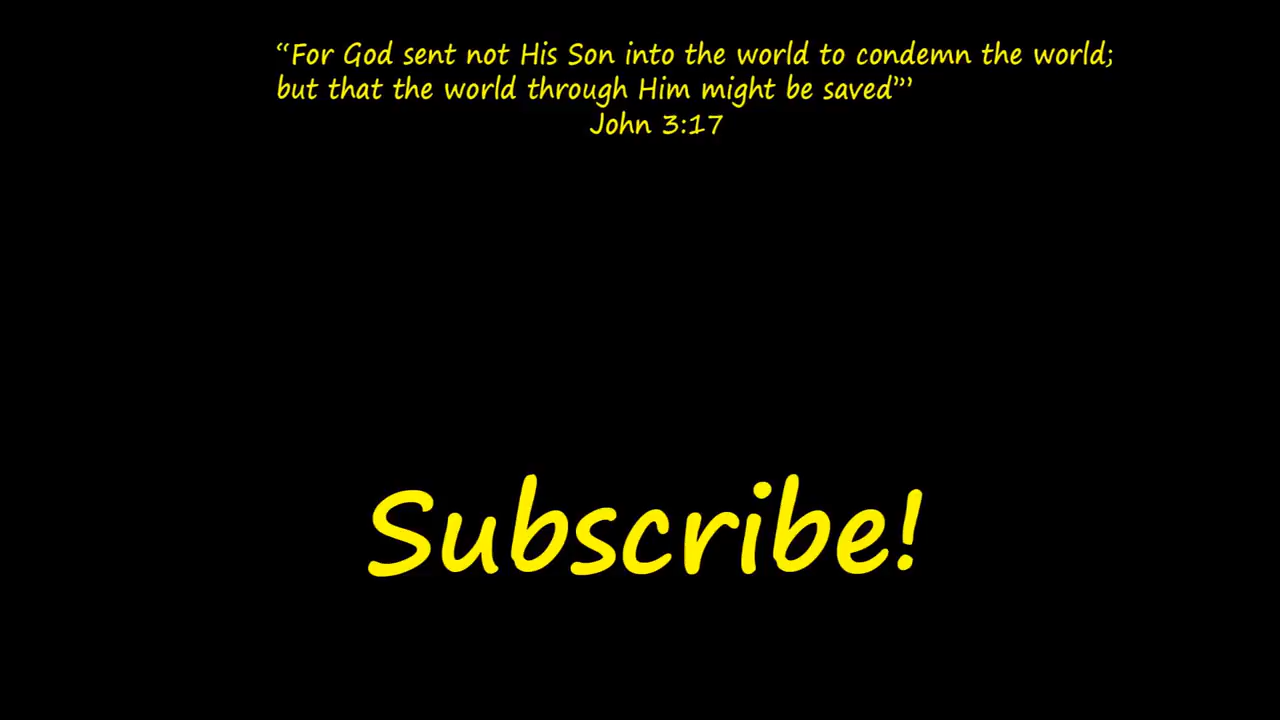 “For God sent not His Son into the world to condemn the world;
but that the world through Him might be saved”’
John 3:17
Subscribe!